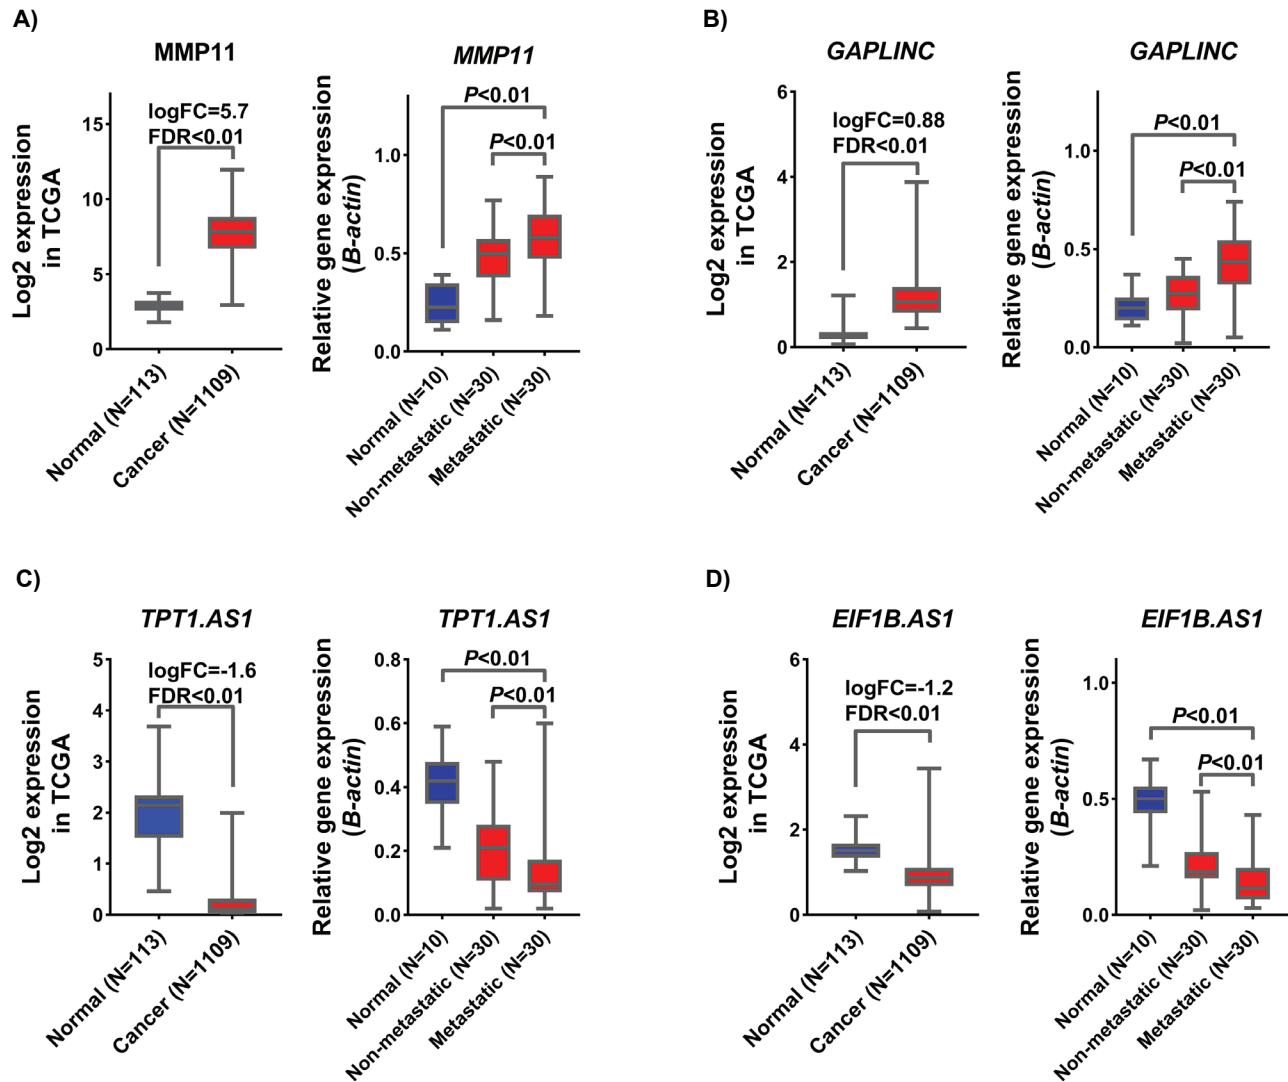 A)
MMP11
Log2 expression
in TCGA
15
10
5
0
logFC=5.7
FDR<0.01
Normal (N=113)
Cancer (N=1109)
MMP11
Relative gene expression
(B-actin)
1.0
0.5
0.0
P<0.01
P<0.01
Normal (N=10)
Non-metastatic (N=30)
Metastatic (N=30)
B)
GAPLINC
Log2 expression
in TCGA
6
4
2
0
logFC=0.88
FDR<0.01
Normal (N=113)
Cancer (N=1109)
GAPLINC
Relative gene expression
(B-actin)
1.0
0.5
0.0
P<0.01
P<0.01
Normal (N=10)
Non-metastatic (N=30)
Metastatic (N=30)
C)
TPT1.AS1
Log2 expression
in TCGA
5
4
3
2
1
0
logFC=-1.6
FDR<0.01
Normal (N=113)
Cancer (N=1109)
TPT1.AS1
Relative gene expression
(B-actin)
0.8
0.6
0.4
0.2
0.0
P<0.01
P<0.01
Normal (N=10)
Non-metastatic (N=30)
Metastatic (N=30)
D)
EIF1B.AS1
Log2 expression
in TCGA
6
4
2
0
logFC=-1.2
FDR<0.01
Normal (N=113)
Cancer (N=1109)
EIF1B.AS1
Relative gene expression
(B-actin)
1.0
0.5
0.0
P<0.01
P<0.01
Normal (N=10)
Non-metastatic (N=30)
Metastatic (N=30)